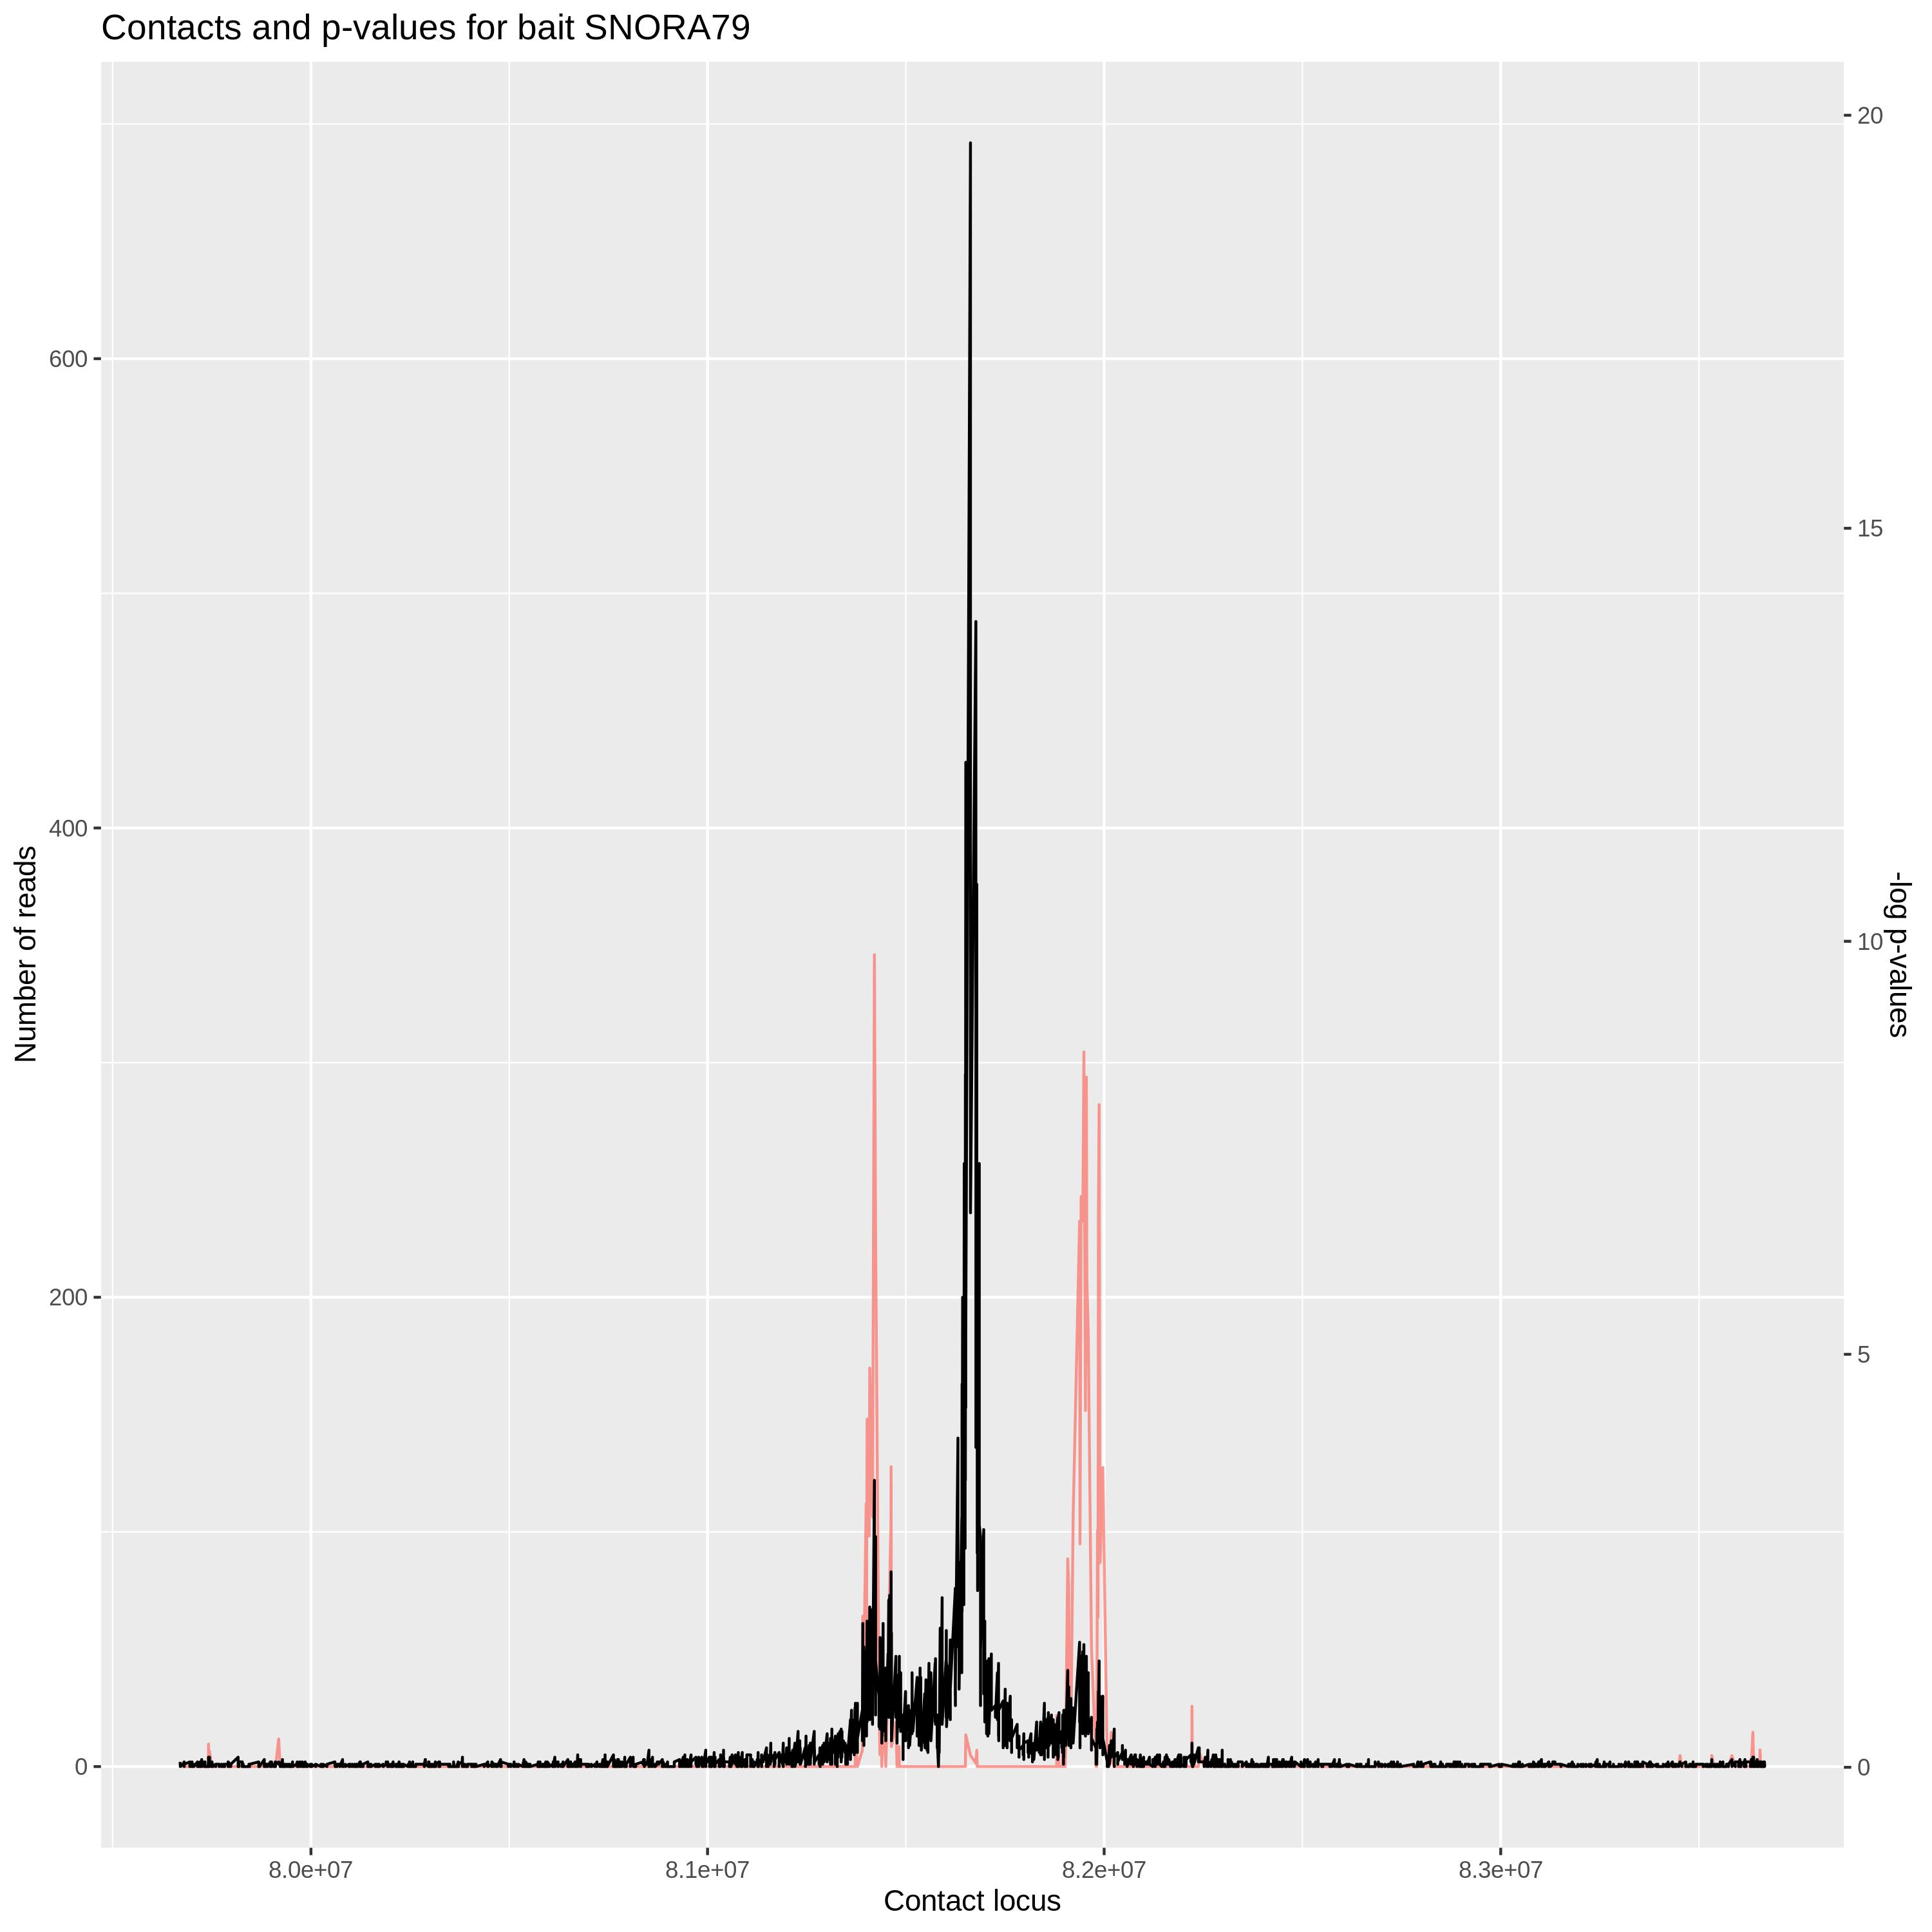 Contacts and p-values for bait SNORA79
20
600
15
400
10
200
5
0
0
Number of reads
-log p-values
8.0e+07
8.1e+07
8.2e+07
8.3e+07
Contact locus